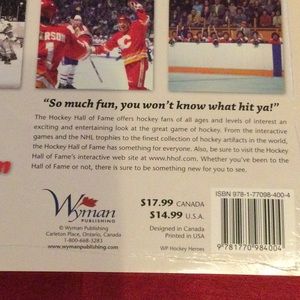 ERSON
"So much fun, you won't know what hit ya!"
The Hockey Hall of Fame offers hockey fans of all ages and levels of interest an
exciting and entertaining look at the great game of hockey. From the interactive
games and the NHL trophies to the finest collection of hockey artifacts in the world,
the Hockey Hall of Fame has something for everyone. Also, be sure to visit the Hockey
Hall of Fame's interactive web site at www.hhof.com. Whether you've been to the
Hall of Fame or not, there is sure to be something new for you to see.
m
Wyman
PUBLISHING
© Wyman Publishing
Carleton Place, Ontario, Canada
1-800-668-3283
www.wymanpublishing.com
$17.99 CANADA
$14.99 U.S.A.
Designed in Canada
Printed in USA
WP Hockey Heroes
ISBN 978-1-77098-400-4
9 781770 984004